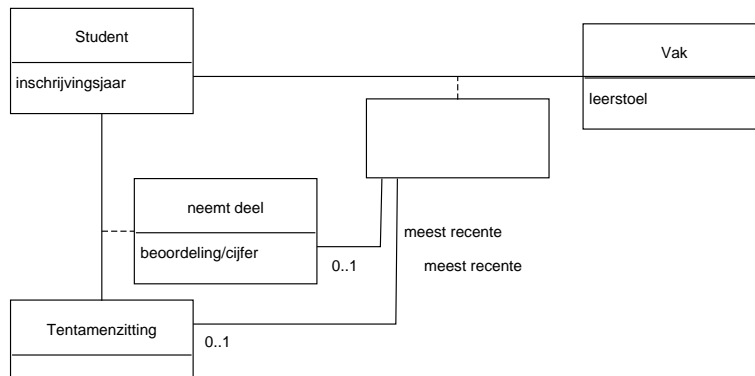 Student
inschrijvingsjaar
Vak
leerstoel
neemt deel
beoordeling/cijfer
0..1
meest recente
meest recente
Tentamenzitting
0..1